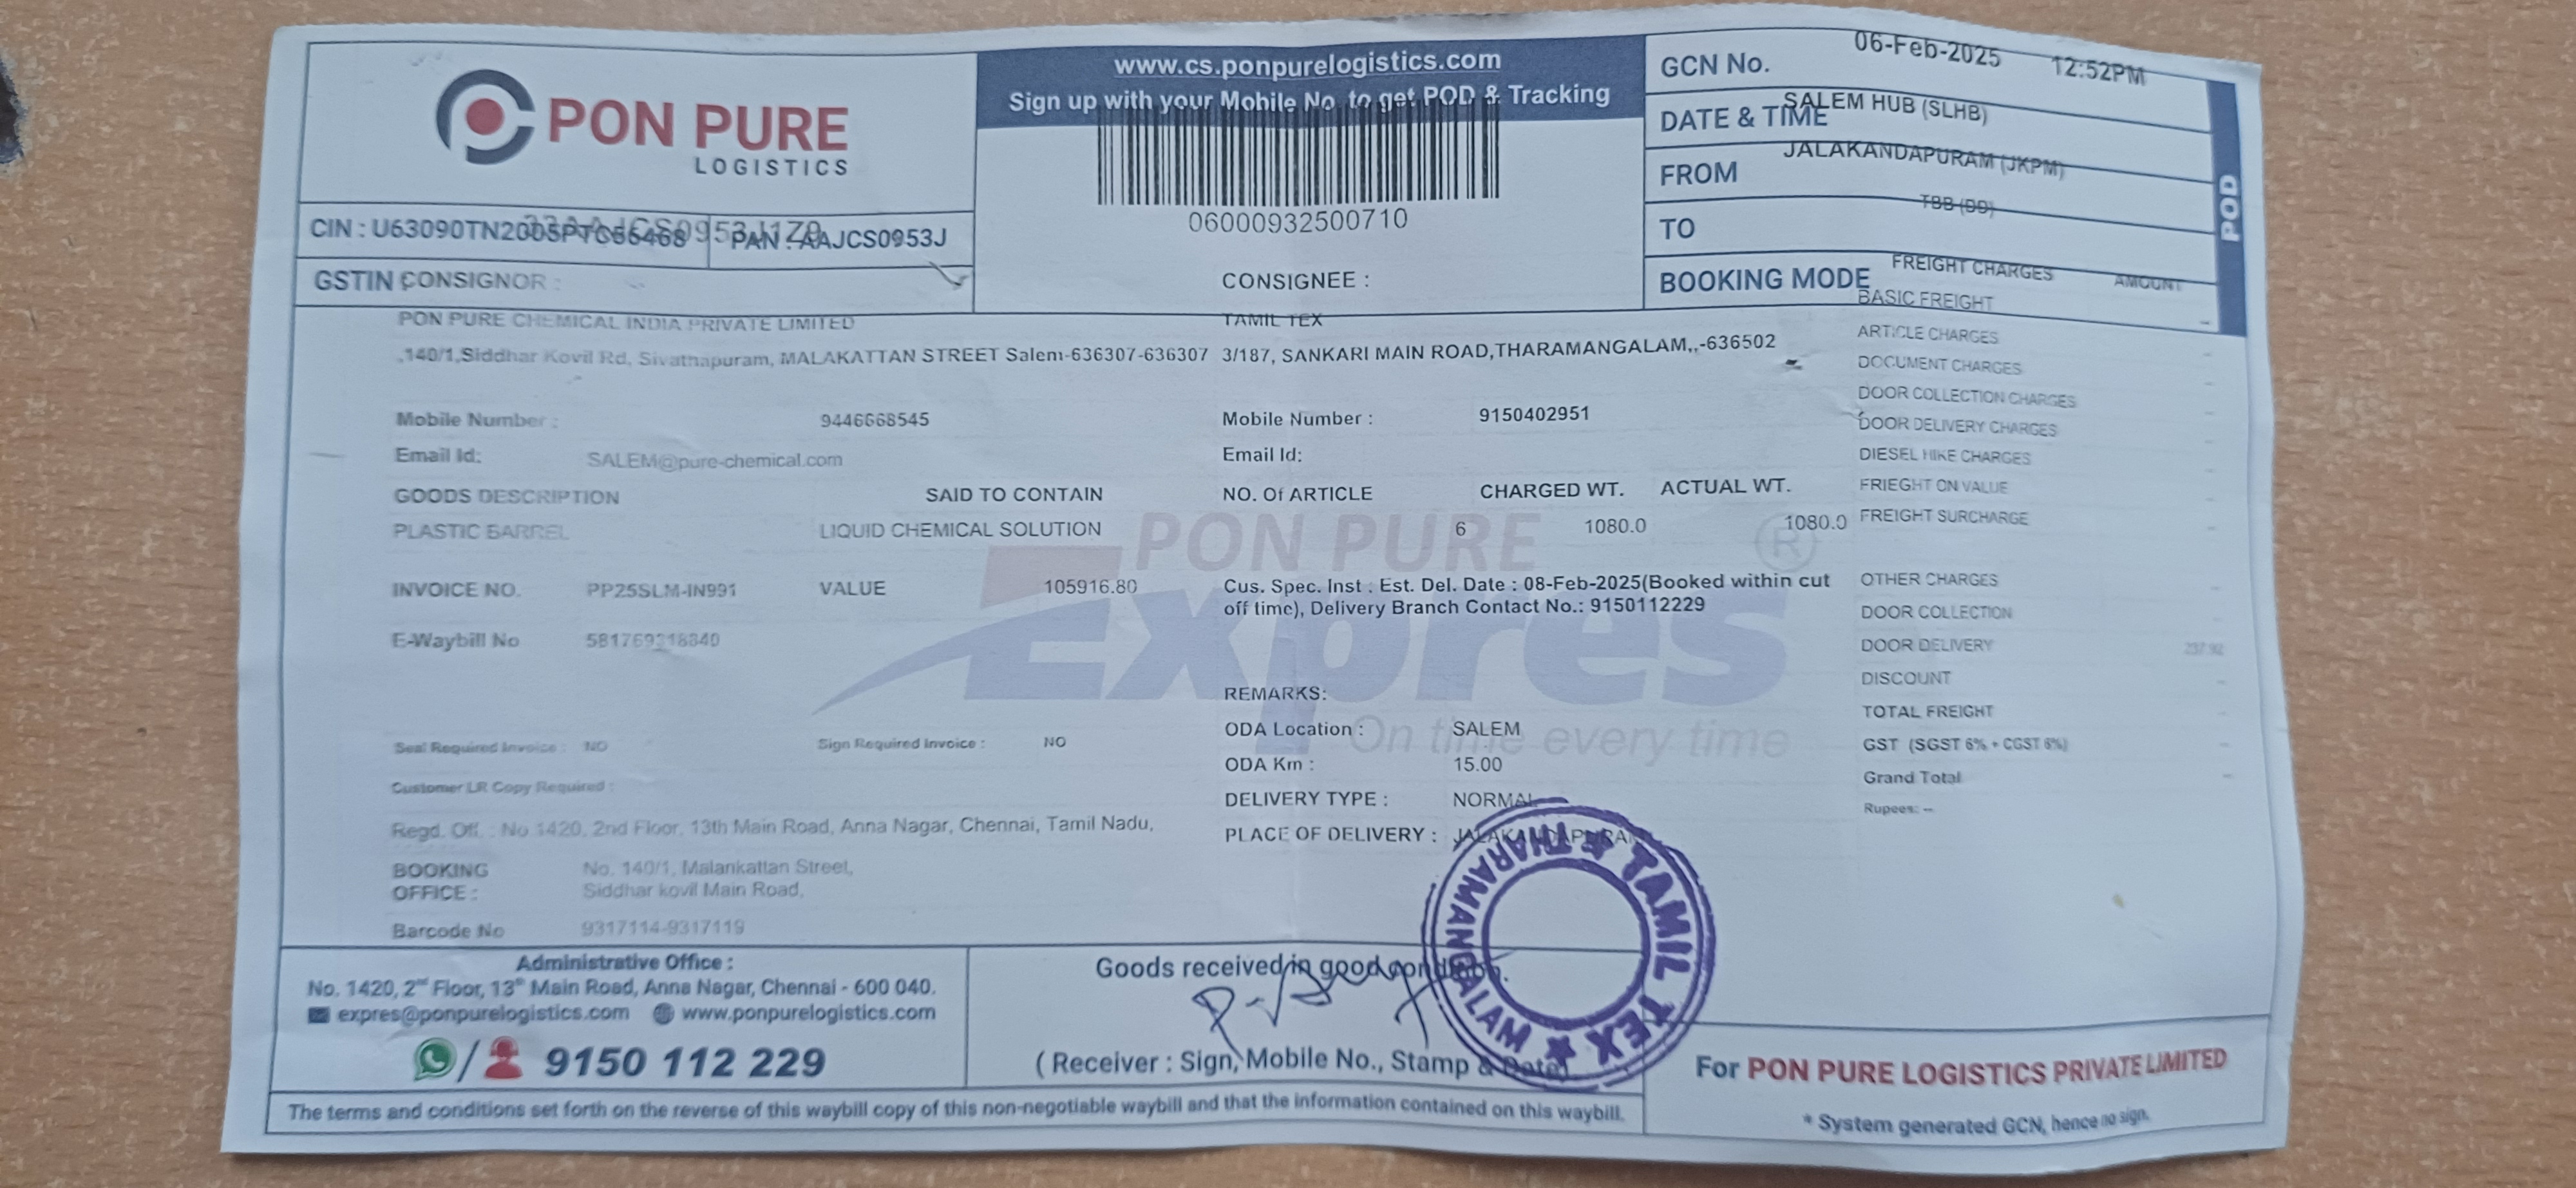 PON PURE
LOGISTICS
www.cs.ponpurelogistics.com
Sign up with your Mobile No. to get POD & Tracking
06000932500710
GCN No.
06-Feb-2025 12:52PM
DATE & TIME
SALEM HUB (SLHB)
FROM
JALAKANDAPURAM (JKPM)
TO
TBB (DD)
BOOKING MODE
POD
CIN : U63090TN2005PTC56468 PAN : AAJCS0953J
GSTIN CONSIGNOR :
CONSIGNEE :
FREIGHT CHARGES AMOUNT
PON PURE CHEMICAL INDIA PRIVATE LIMITED
TAMIL TEX
BASIC FREIGHT -
,140/1,Siddhar Kovil Rd, Sivathapuram, MALAKATTAN STREET Salem-636307-636307
3/187, SANKARI MAIN ROAD,THARAMANGALAM,,-636502
ARTICLE CHARGES -
DOCUMENT CHARGES -
DOOR COLLECTION CHARGES -
Mobile Number : 9446668545
Mobile Number : 9150402951
DOOR DELIVERY CHARGES -
Email Id: SALEM@pure-chemical.com
Email Id:
DIESEL HIKE CHARGES -
GOODS DESCRIPTION SAID TO CONTAIN NO. Of ARTICLE CHARGED WT. ACTUAL WT.
FRIEGHT ON VALUE -
PLASTIC BARREL LIQUID CHEMICAL SOLUTION 6 1080.0 1080.0
FREIGHT SURCHARGE -
PON PURE
Expres
On time every time
INVOICE NO. PP25SLM-IN991 VALUE 105916.80
Cus. Spec. Inst : Est. Del. Date : 08-Feb-2025(Booked within cut
off time), Delivery Branch Contact No.: 9150112229
OTHER CHARGES -
DOOR COLLECTION -
E-Waybill No
DOOR DELIVERY 237.92
DISCOUNT -
REMARKS:
TOTAL FREIGHT -
ODA Location : SALEM
Seal Required Invoice : NO Sign Required Invoice : NO
GST (SGST 6% + CGST 6%) -
ODA Km : 15.00
Grand Total -
Customer LR Copy Required :
DELIVERY TYPE : NORMAL
Rupees: --
Regd. Off. : No 1420, 2nd Floor, 13th Main Road, Anna Nagar, Chennai, Tamil Nadu,
PLACE OF DELIVERY : JALAKANDAPURAM
BOOKING
OFFICE :
No. 140/1, Malankattan Street,
Siddhar kovil Main Road,
Barcode No 9317114-9317119
TAMIL TEX ★ THARAMANGALAM ★
Administrative Office :
No. 1420, 2nd Floor, 13th Main Road, Anna Nagar, Chennai - 600 040.
expres@ponpurelogistics.com www.ponpurelogistics.com
/ 9150 112 229
Goods received in good condition.
( Receiver : Sign, Mobile No., Stamp & Date)
For PON PURE LOGISTICS PRIVATE LIMITED
* System generated GCN, hence no sign.
The terms and conditions set forth on the reverse of this waybill copy of this non-negotiable waybill and that the information contained on this waybill.